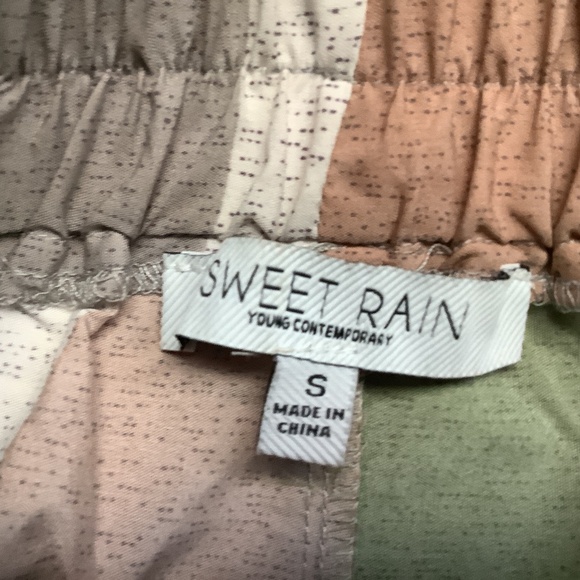 SWEET RAIN
YOUNG CONTEMPORARY
S
MADE IN
CHINA